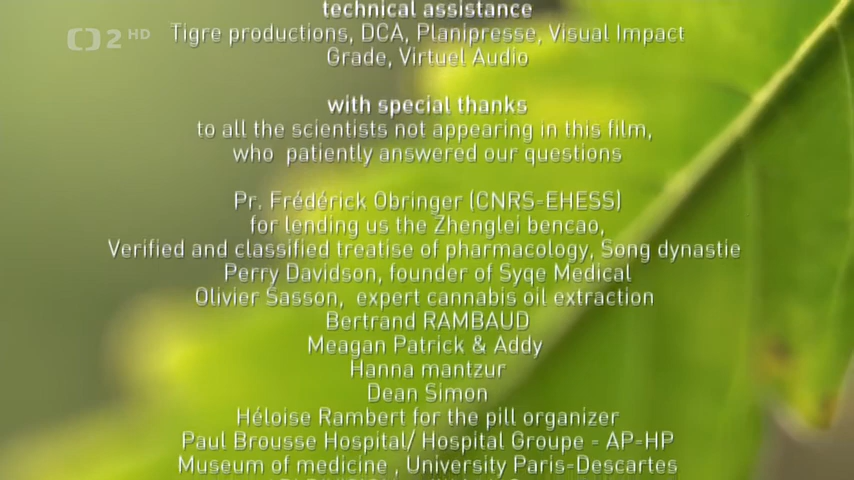 technical assistance
2 HD
Tigre productions, DCA, Planipresse, Visual Impact
Grade, Virtuel Audio
with special thanks
to all the scientists not appearing in this film,
who patiently answered our questions
Pr. Frédérick Obringer (CNRS-EHESS)
for lending us the Zhenglei bencao,
Verified and classified treatise of pharmacology, Song dynastie
Perry Davidson, founder of Syqe Medical
Olivier Sasson, expert cannabis oil extraction
Bertrand RAMBAUD
Meagan Patrick & Addy
Hanna mantzur
Dean Simon
Héloise Rambert for the pill organizer
Paul Brousse Hospital/ Hospital Groupe - AP-HP
Museum of medicine , University Paris-Descartes